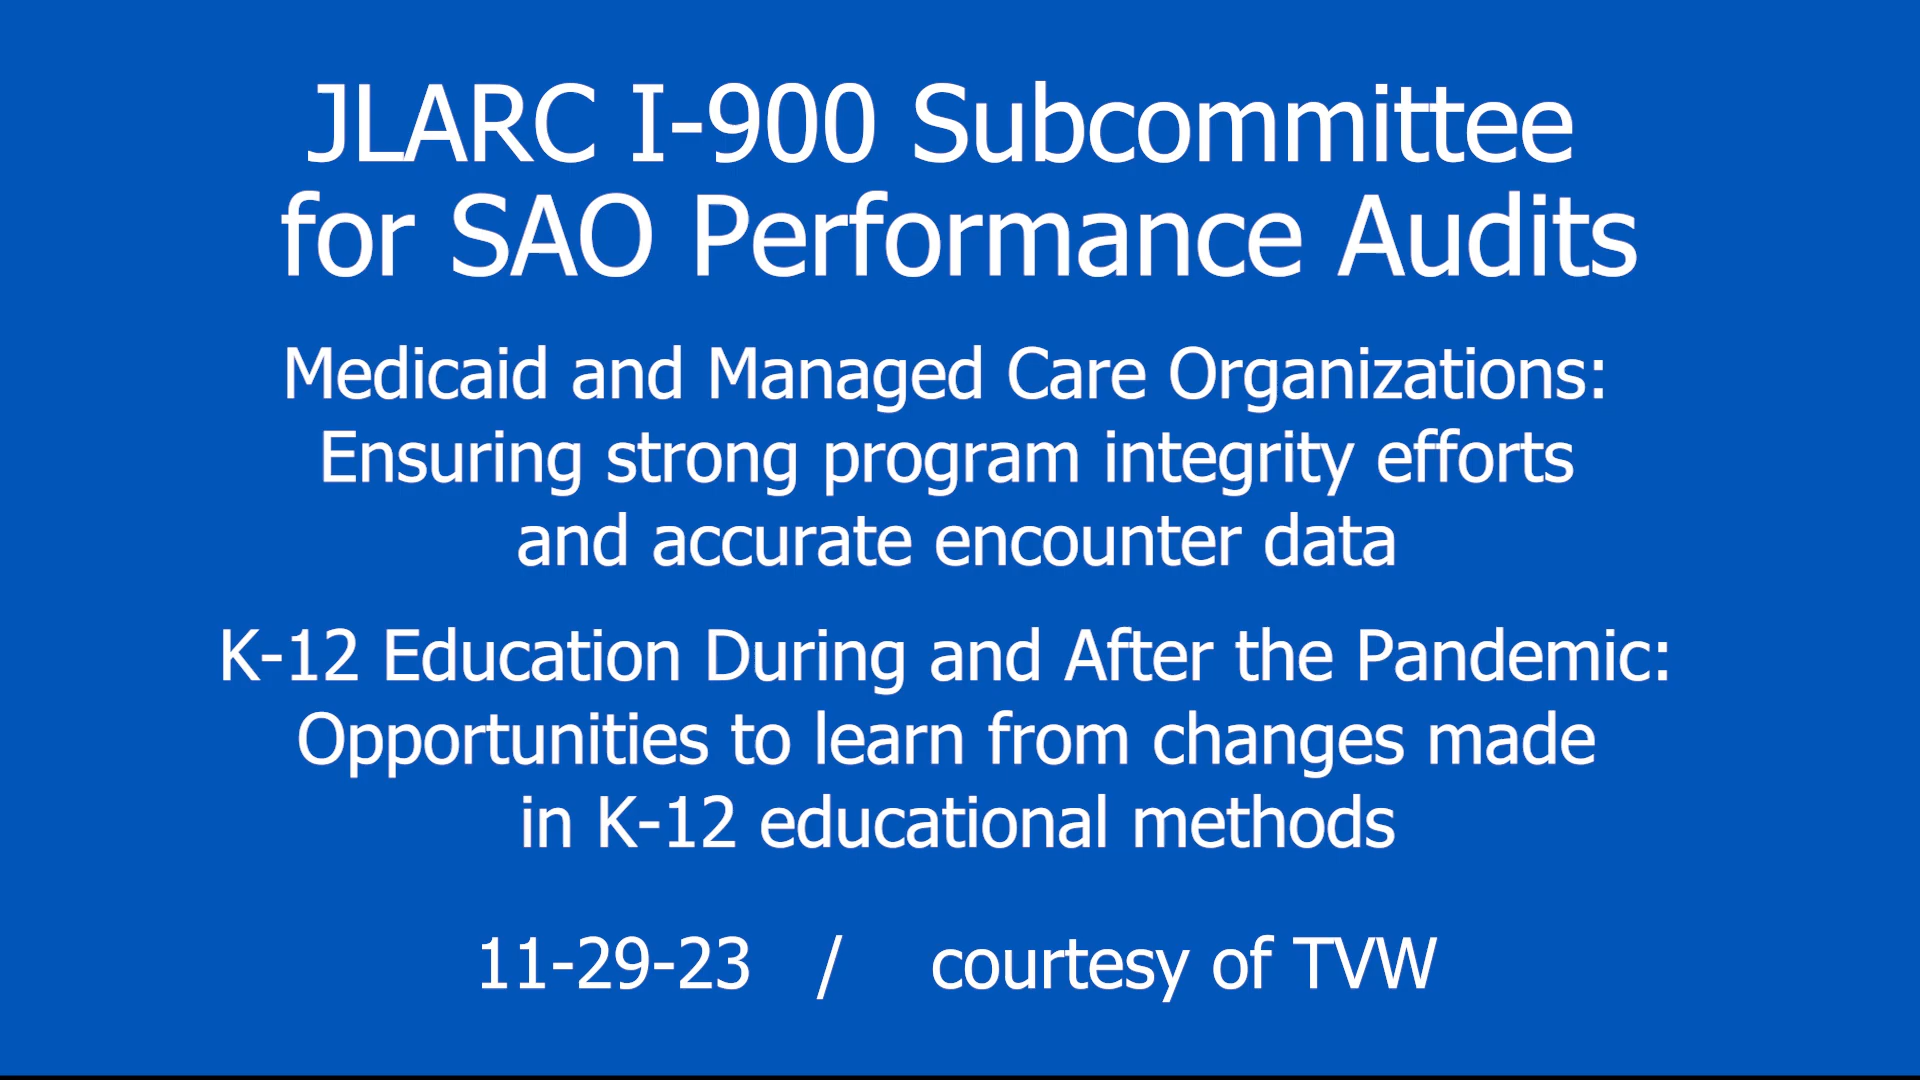 JLARC I-900 Subcommittee
for SAO Performance Audits
Medicaid and Managed Care Organizations:
Ensuring strong program integrity efforts
and accurate encounter data
K-12 Education During and After the Pandemic:
Opportunities to learn from changes made
in K-12 educational methods
11-29-23 / courtesy of TVW